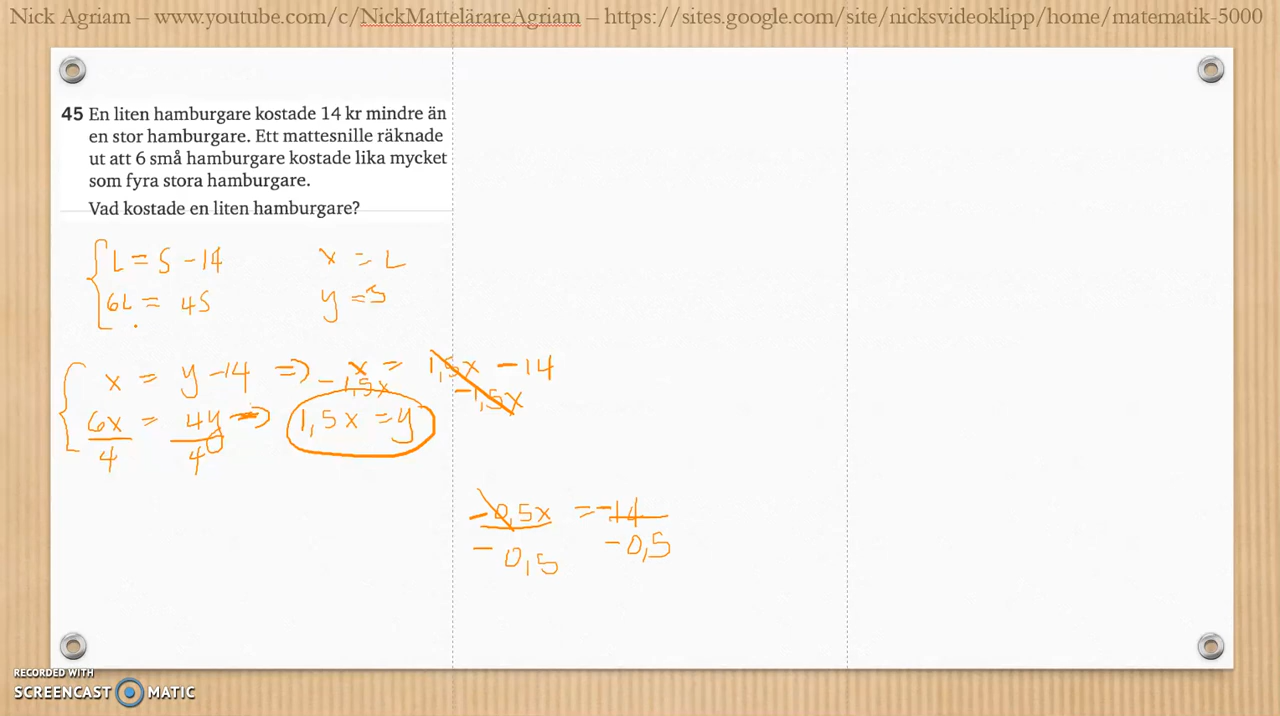 Nick Agriam – www.youtube.com/c/NickMattelärareAgriam – https://sites.google.com/site/nicksvideoklipp/home/matematik-5000
45 En liten hamburgare kostade 14 kr mindre än
en stor hamburgare. Ett mattesnille räknade
ut att 6 små hamburgare kostade lika mycket
som fyra stora hamburgare.
Vad kostade en liten hamburgare?
L = S - 14 x = L
6L = 4S y = S
x = y - 14 => x = 1,5x - 14
- 1,5x - 1,5x
6x = 4y => 1,5x = y
4 4
- 0,5x = - 14
- 0,5 - 0,5
RECORDED WITH
SCREENCAST MATIC